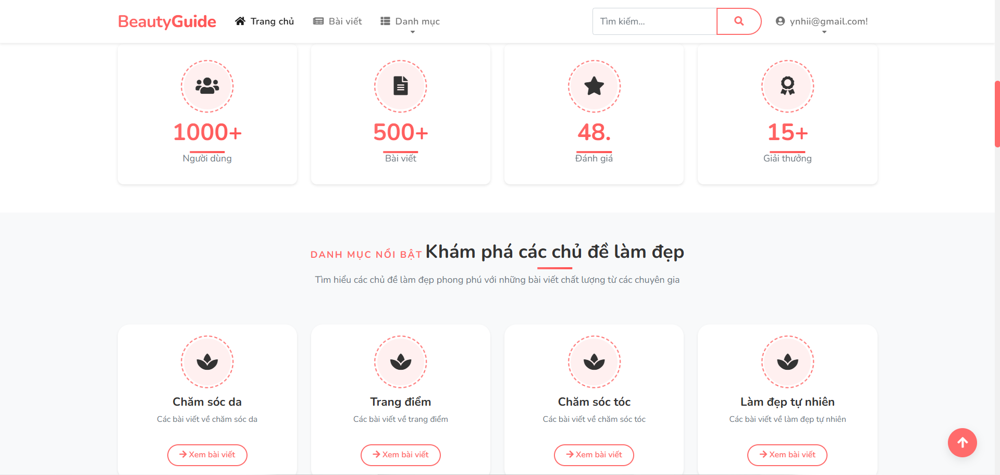 BeautyGuide Trang chủ Bài viết Danh mục Tìm kiếm... ynhii@gmail.com!
1000+ 500+ 48. 15+
Người dùng Bài viết Đánh giá Giải thưởng
DANH MỤC NỔI BẬT Khám phá các chủ đề làm đẹp
Tìm hiểu các chủ đề làm đẹp phong phú với những bài viết chất lượng từ các chuyên gia
Chăm sóc da Trang điểm Chăm sóc tóc Làm đẹp tự nhiên
Các bài viết về chăm sóc da Các bài viết về trang điểm Các bài viết về chăm sóc tóc Các bài viết về làm đẹp tự nhiên
Xem bài viết Xem bài viết Xem bài viết Xem bài viết